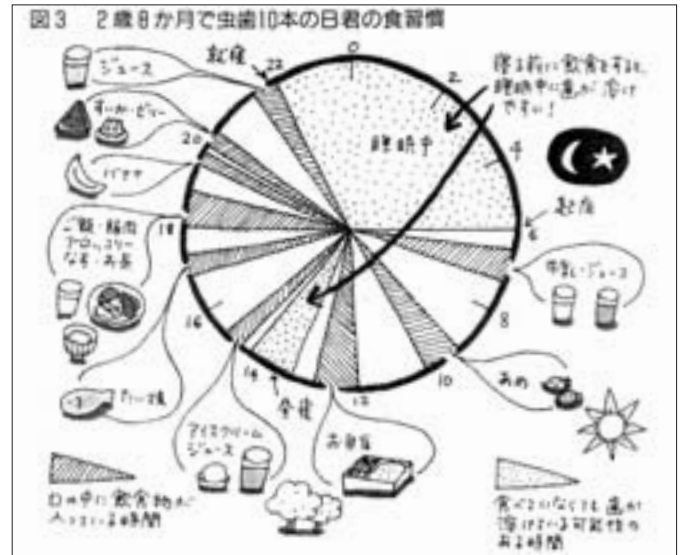 図3 2歳8か月で虫歯10本の日君の食習慣
ジュース
就寝
22
0
2
寝る前に飲食をすると、
睡眠中に歯が溶け
やすい!
すいか・ゼリー
20
睡眠中
4
バナナ
起床
6
ご飯・豚肉
ブロッコリー
なす・お茶
18
牛乳・ジュース
16
8
たい焼
14
昼寝
12
10
あめ
アイスクリーム
ジュース
お弁当
口の中に飲食物が
入っている時間
食べていなくても歯が
溶けている可能性の
ある時間